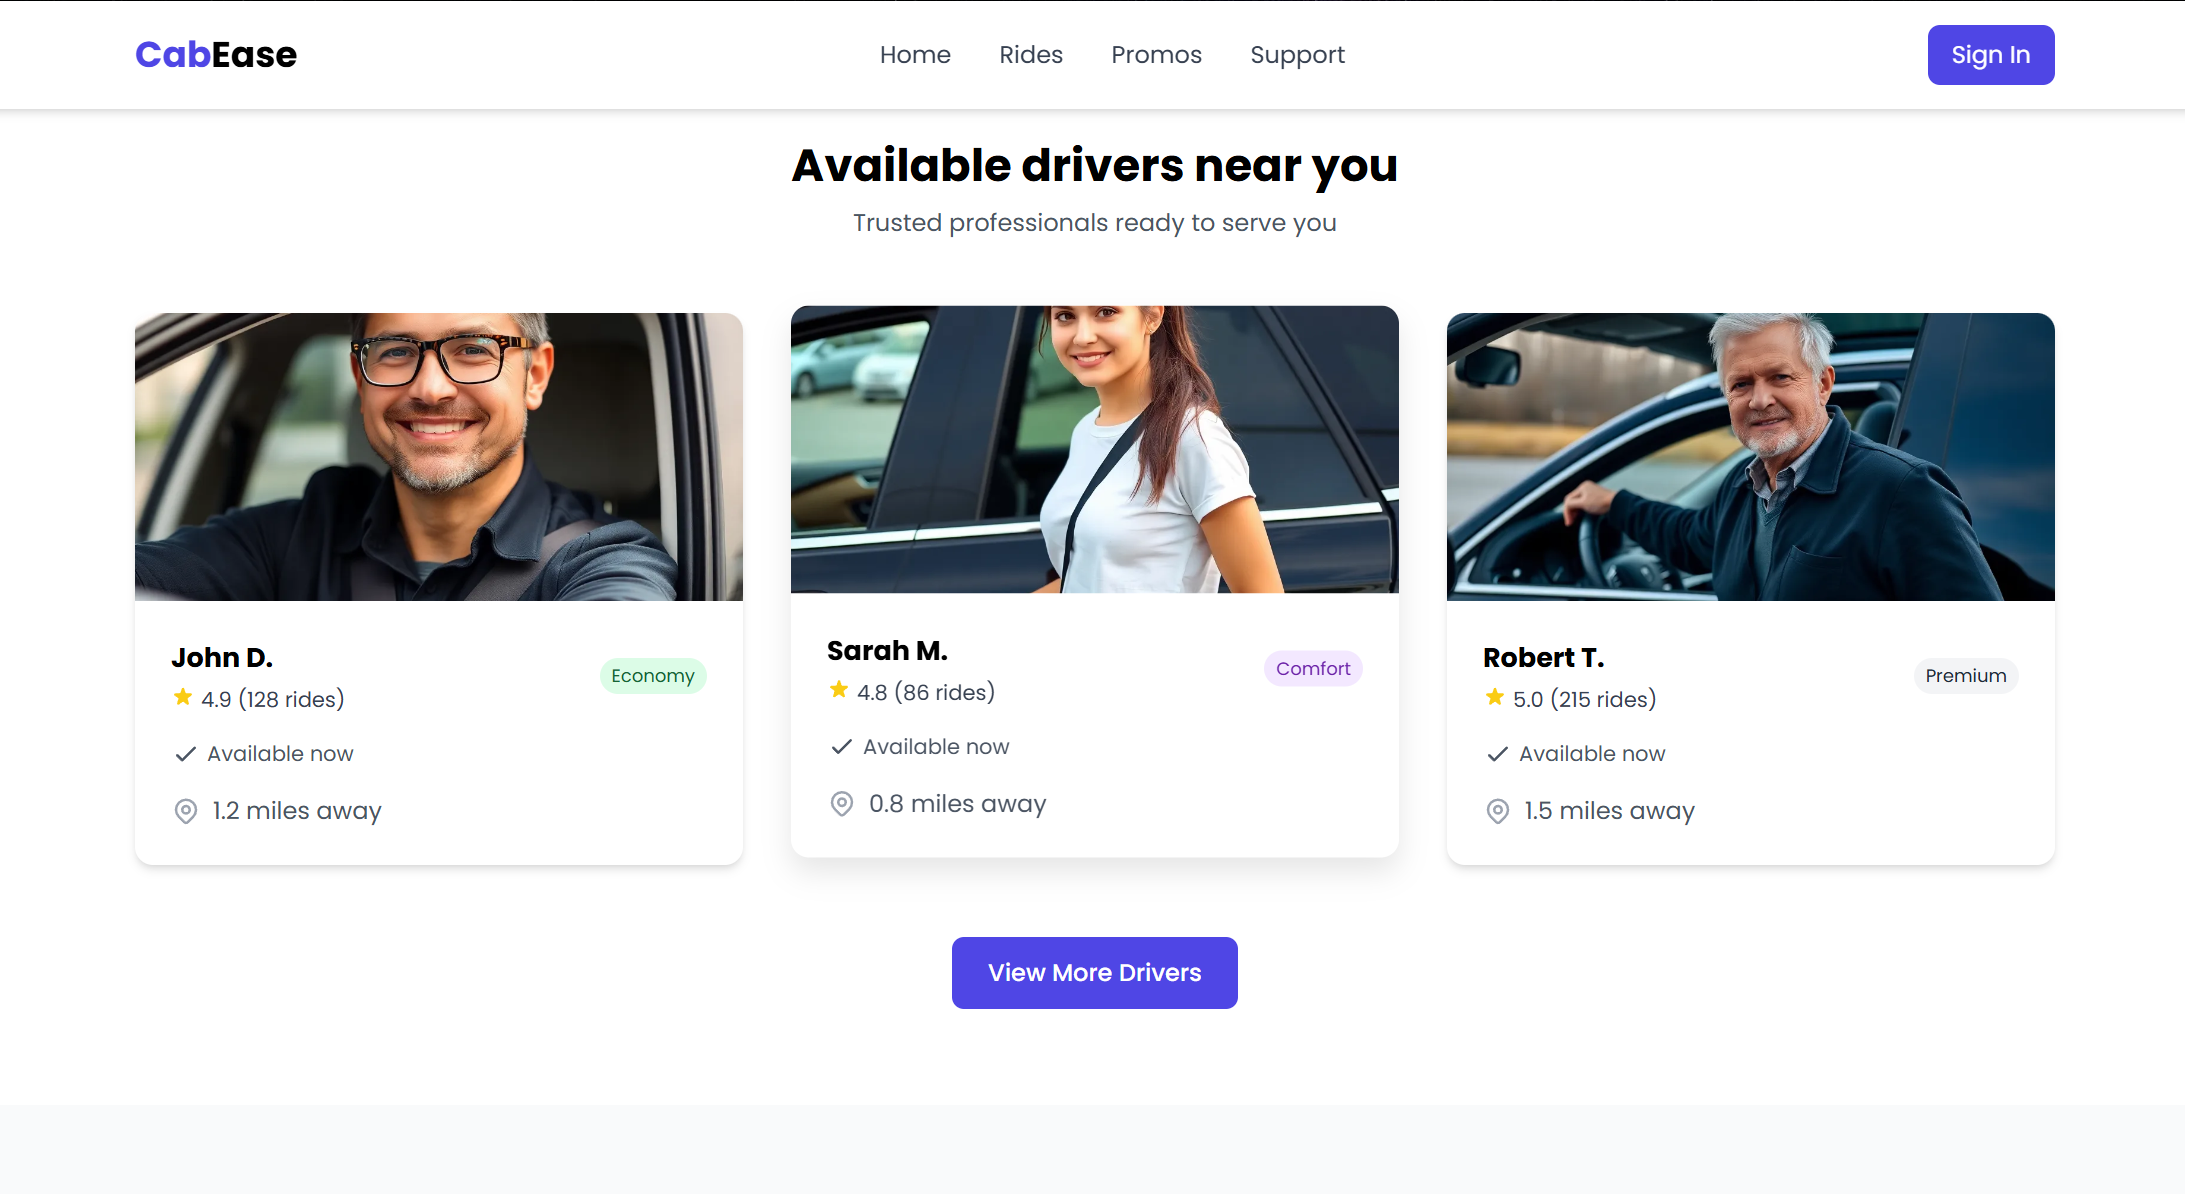 CabEase
Home Rides Promos Support
Sign In
Available drivers near you
Trusted professionals ready to serve you
John D.
4.9 (128 rides)
Economy
Available now
1.2 miles away
Sarah M.
4.8 (86 rides)
Comfort
Available now
0.8 miles away
Robert T.
5.0 (215 rides)
Premium
Available now
1.5 miles away
View More Drivers